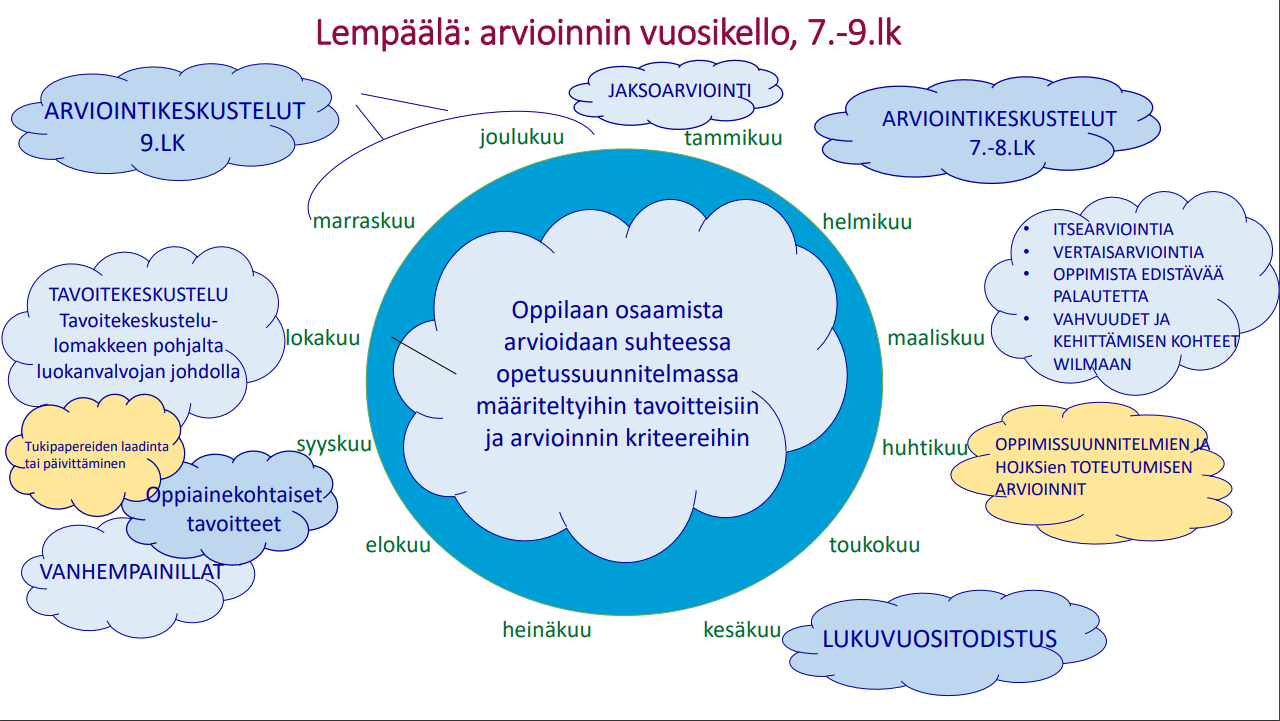 Lempäälä: arvioinnin vuosikello, 7.-9.lk
ARVIOINTIKESKUSTELUT
9.LK
JAKSOARVIOINTI
ARVIOINTIKESKUSTELUT
7.-8.LK
joulukuu
tammikuu
marraskuu
helmikuu
• ITSEARVIOINTIA
• VERTAISARVIOINTIA
• OPPIMISTA EDISTÄVÄÄ
PALAUTETTA
• VAHVUUDET JA
KEHITTÄMISEN KOHTEET
WILMAAN
TAVOITEKESKUSTELU
Tavoitekeskustelu-
lomakkeen pohjalta
luokanvalvojan johdolla
lokakuu
maaliskuu
Oppilaan osaamista
arvioidaan suhteessa
opetussuunnitelmassa
määriteltyihin tavoitteisiin
ja arvioinnin kriteereihin
Tukipapereiden laadinta
tai päivittäminen
syyskuu
huhtikuu
OPPIMISSUUNNITELMIEN JA
HOJKSien TOTEUTUMISEN
ARVIOINNIT
Oppiainekohtaiset
tavoitteet
elokuu
toukokuu
VANHEMPAINILLAT
heinäkuu
kesäkuu
LUKUVUOSITODISTUS